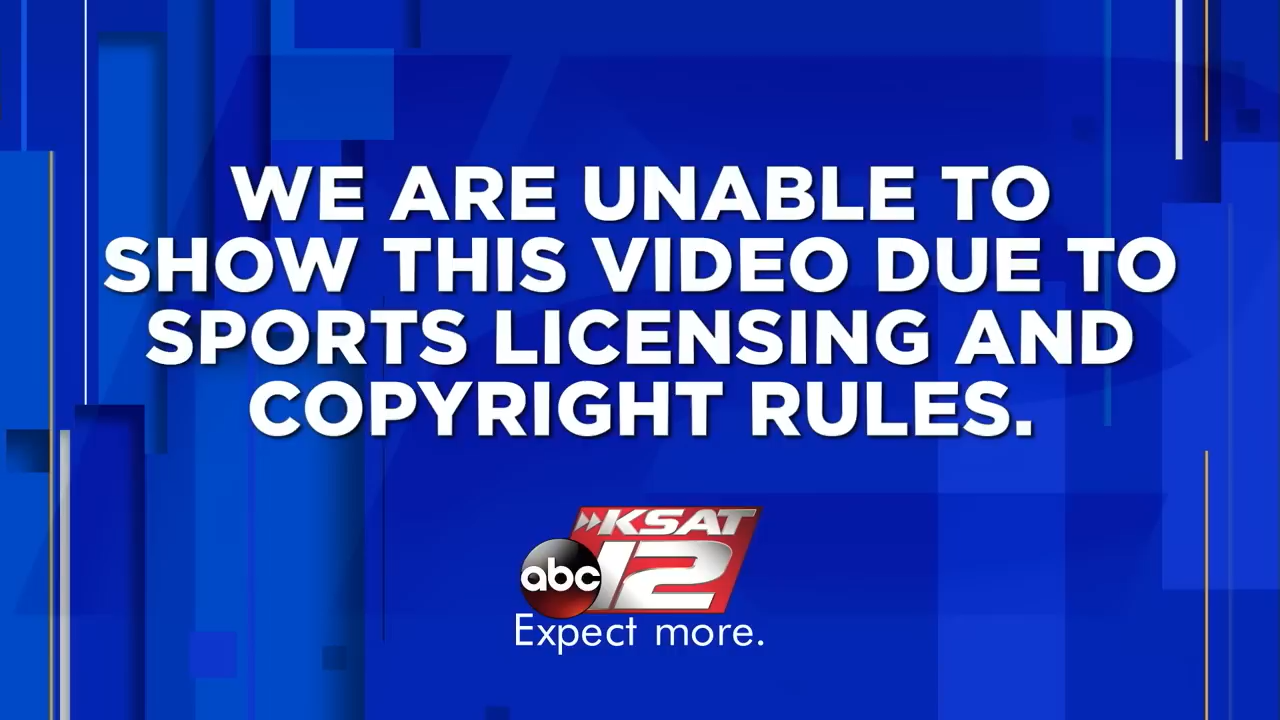 WE ARE UNABLE TO
SHOW THIS VIDEO DUE TO
SPORTS LICENSING AND
COPYRIGHT RULES.
KSAT
abc 12
Expect more.